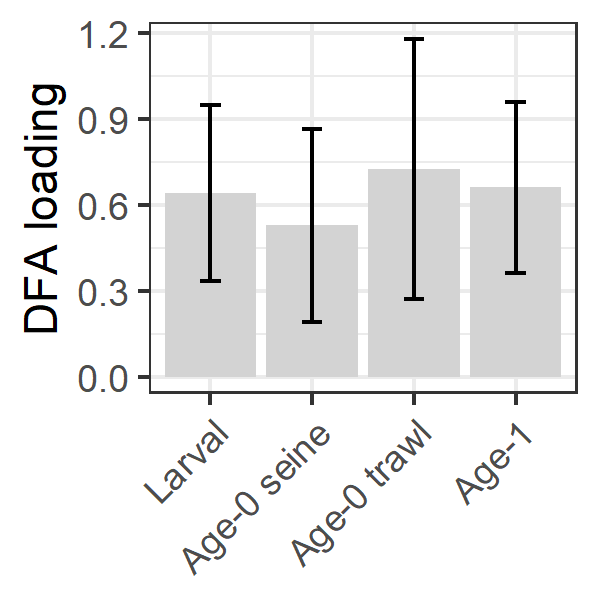 DFA loading
1.2
0.9
0.6
0.3
0.0
Larval
Age-0 seine
Age-0 trawl
Age-1